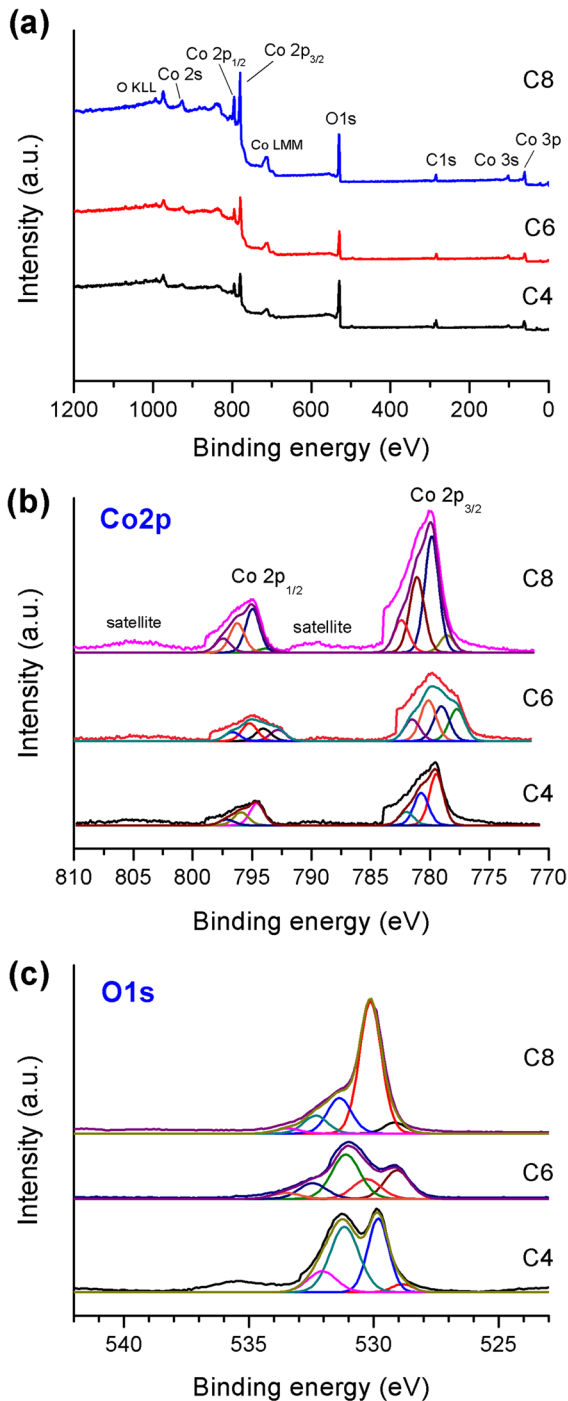 (a)
Co 2p3/2
Co 2p1/2
C8
Co 2s
O KLL
O1s
Co LMM
Co 3p
C1s
Co 3s
C6
C4
Intensity (a.u.)
1200 1000 800 600 400 200 0
Binding energy (eV)
(b)
Co2p
Co 2p3/2
Co 2p1/2
C8
satellite
satellite
C6
C4
Intensity (a.u.)
810 805 800 795 790 785 780 775 770
Binding energy (eV)
(c)
O1s
C8
C6
C4
Intensity (a.u.)
540 535 530 525
Binding energy (eV)